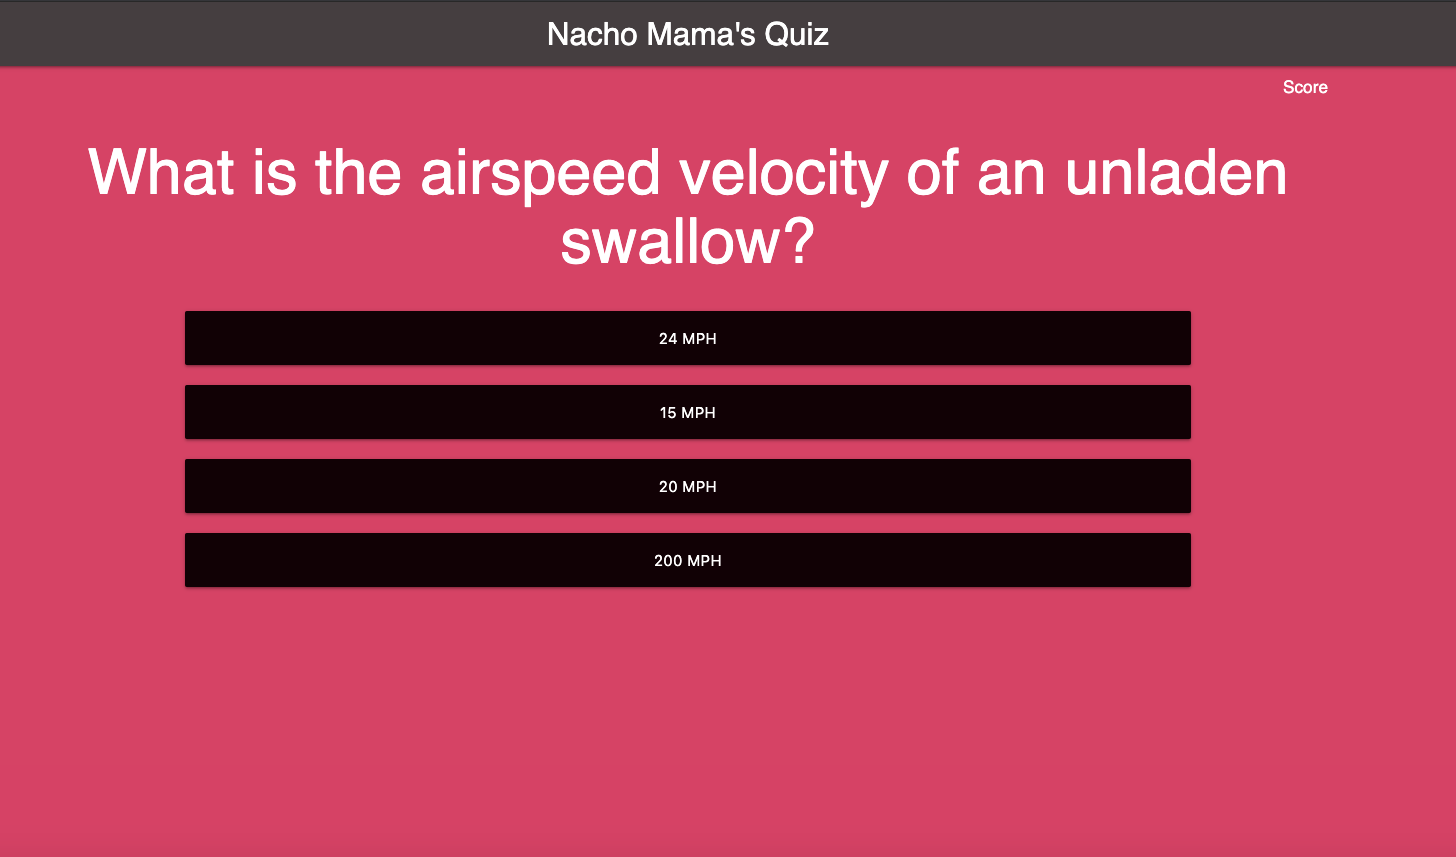 Nacho Mama's Quiz
Score
What is the airspeed velocity of an unladen
swallow?
24 MPH
15 MPH
20 MPH
200 MPH